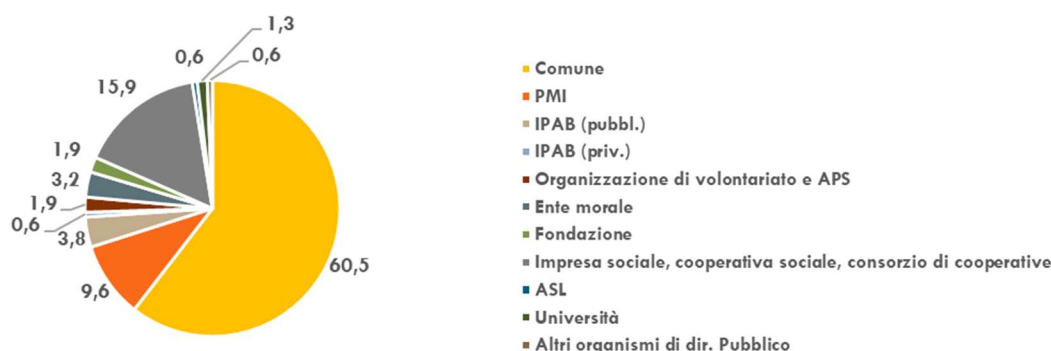 1,3
0,6
0,6
15,9
1,9
3,2
1,9
0,6
3,8
9,6
60,5
Comune
PMI
IPAB (pubbl.)
IPAB (priv.)
Organizzazione di volontariato e APS
Ente morale
Fondazione
Impresa sociale, cooperativa sociale, consorzio di cooperative
ASL
Università
Altri organismi di dir. Pubblico